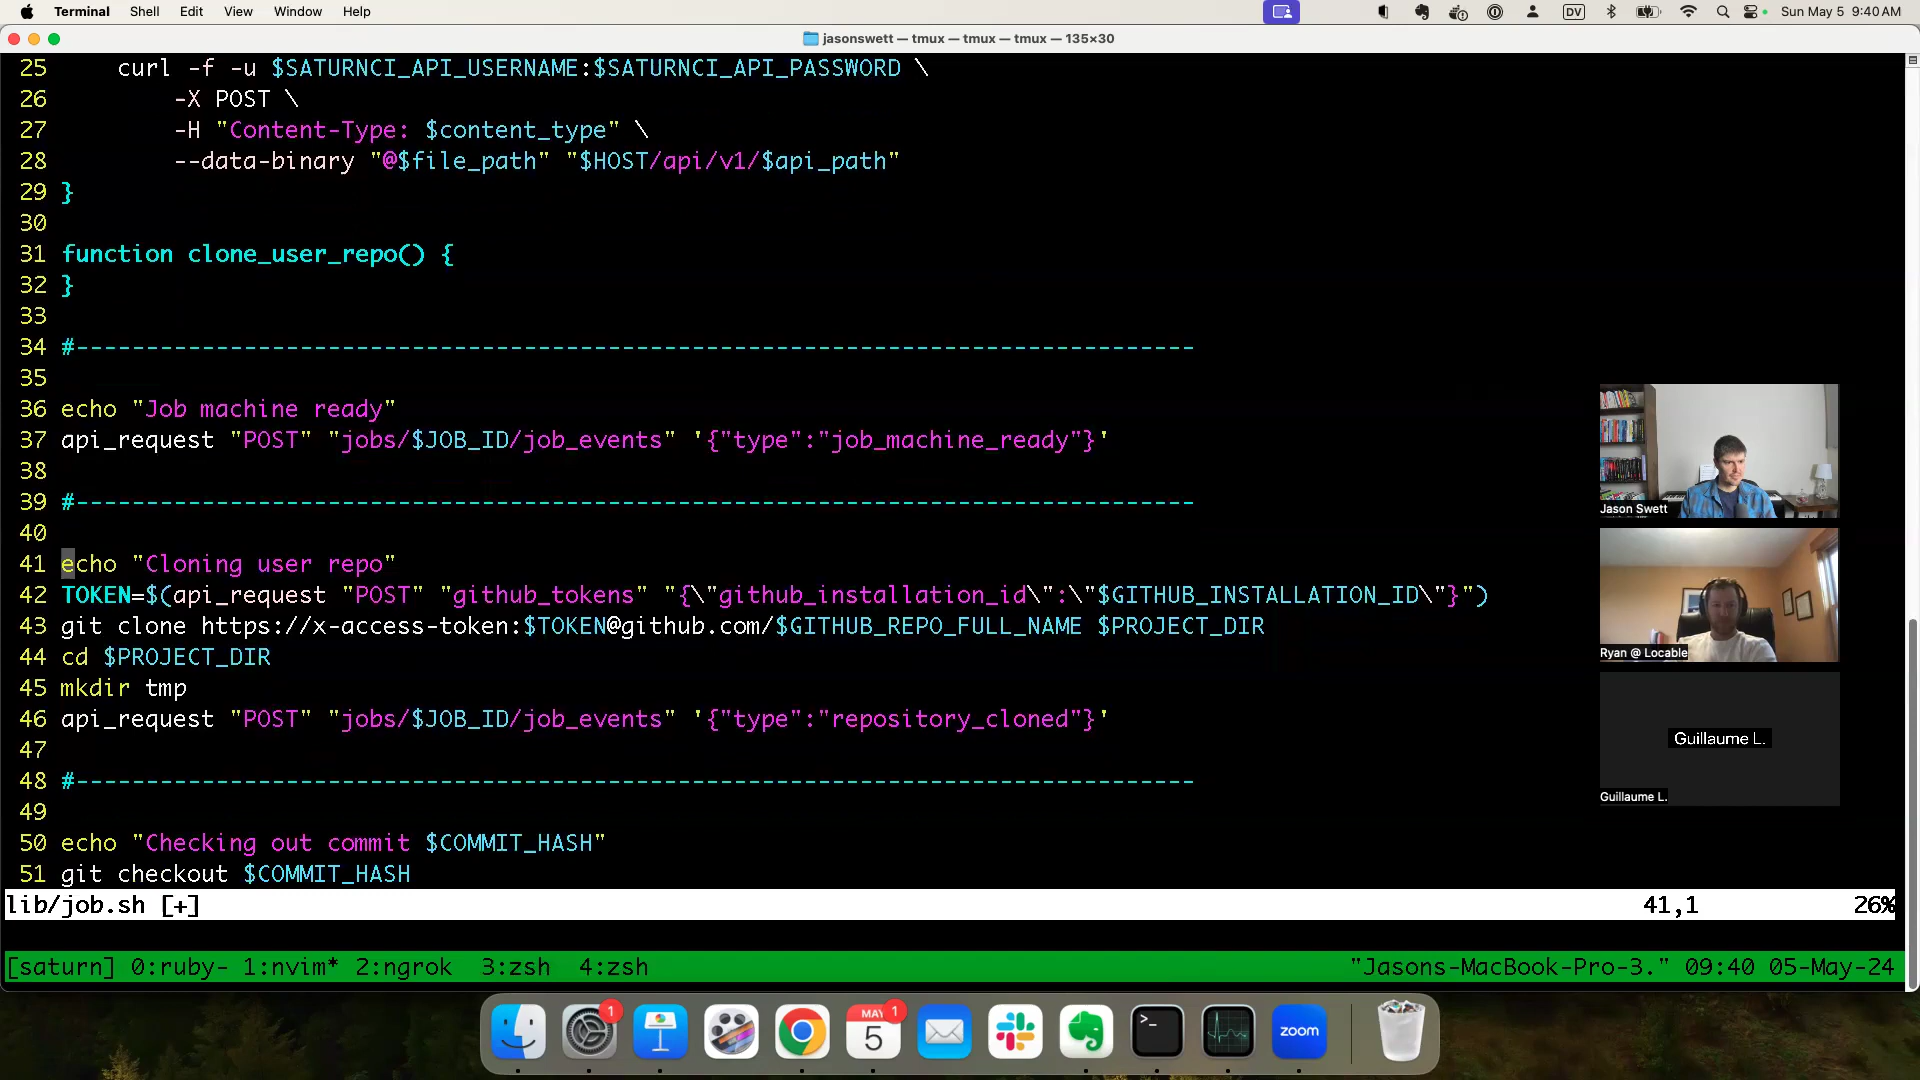 Terminal Shell Edit View Window Help DV Sun May 5 9:40 AM
jasonswett — tmux — tmux — tmux — 135×30
25     curl -f -u $SATURNCI_API_USERNAME:$SATURNCI_API_PASSWORD \
26         -X POST \
27         -H "Content-Type: $content_type" \
28         --data-binary "@$file_path" "$HOST/api/v1/$api_path"
29 }
30
31 function clone_user_repo() {
32 }
33
34 #--------------------------------------------------------------------------------
35
36 echo "Job machine ready"
37 api_request "POST" "jobs/$JOB_ID/job_events" '{"type":"job_machine_ready"}'
38
39 #--------------------------------------------------------------------------------
40
41 echo "Cloning user repo"
42 TOKEN=$(api_request "POST" "github_tokens" "{\"github_installation_id\":\"$GITHUB_INSTALLATION_ID\"}")
43 git clone https://x-access-token:$TOKEN@github.com/$GITHUB_REPO_FULL_NAME $PROJECT_DIR
44 cd $PROJECT_DIR
45 mkdir tmp
46 api_request "POST" "jobs/$JOB_ID/job_events" '{"type":"repository_cloned"}'
47
48 #--------------------------------------------------------------------------------
49
50 echo "Checking out commit $COMMIT_HASH"
51 git checkout $COMMIT_HASH
Jason Swett
Ryan @ Locable
Guillaume L.
Guillaume L.
lib/job.sh [+] 41,1 26%
[saturn] 0:ruby- 1:nvim* 2:ngrok  3:zsh  4:zsh "Jasons-MacBook-Pro-3." 09:40 05-May-24
1
MAY 1
5
zoom